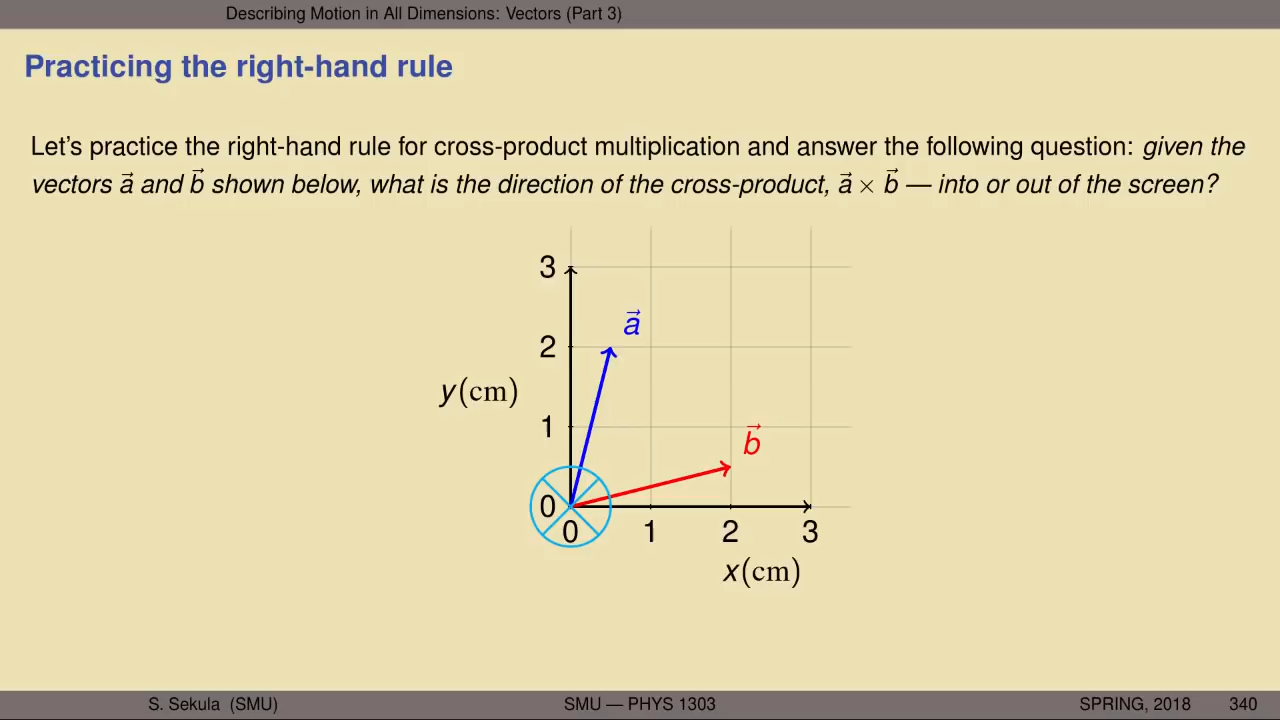 Describing Motion in All Dimensions: Vectors (Part 3)
Practicing the right-hand rule
Let's practice the right-hand rule for cross-product multiplication and answer the following question: given the
vectors a⃗ and b⃗ shown below, what is the direction of the cross-product, a⃗ × b⃗ — into or out of the screen?
3
a⃗
2
y(cm)
1
b⃗
0
0 1 2 3
x(cm)
S. Sekula (SMU) SMU — PHYS 1303 SPRING, 2018 340